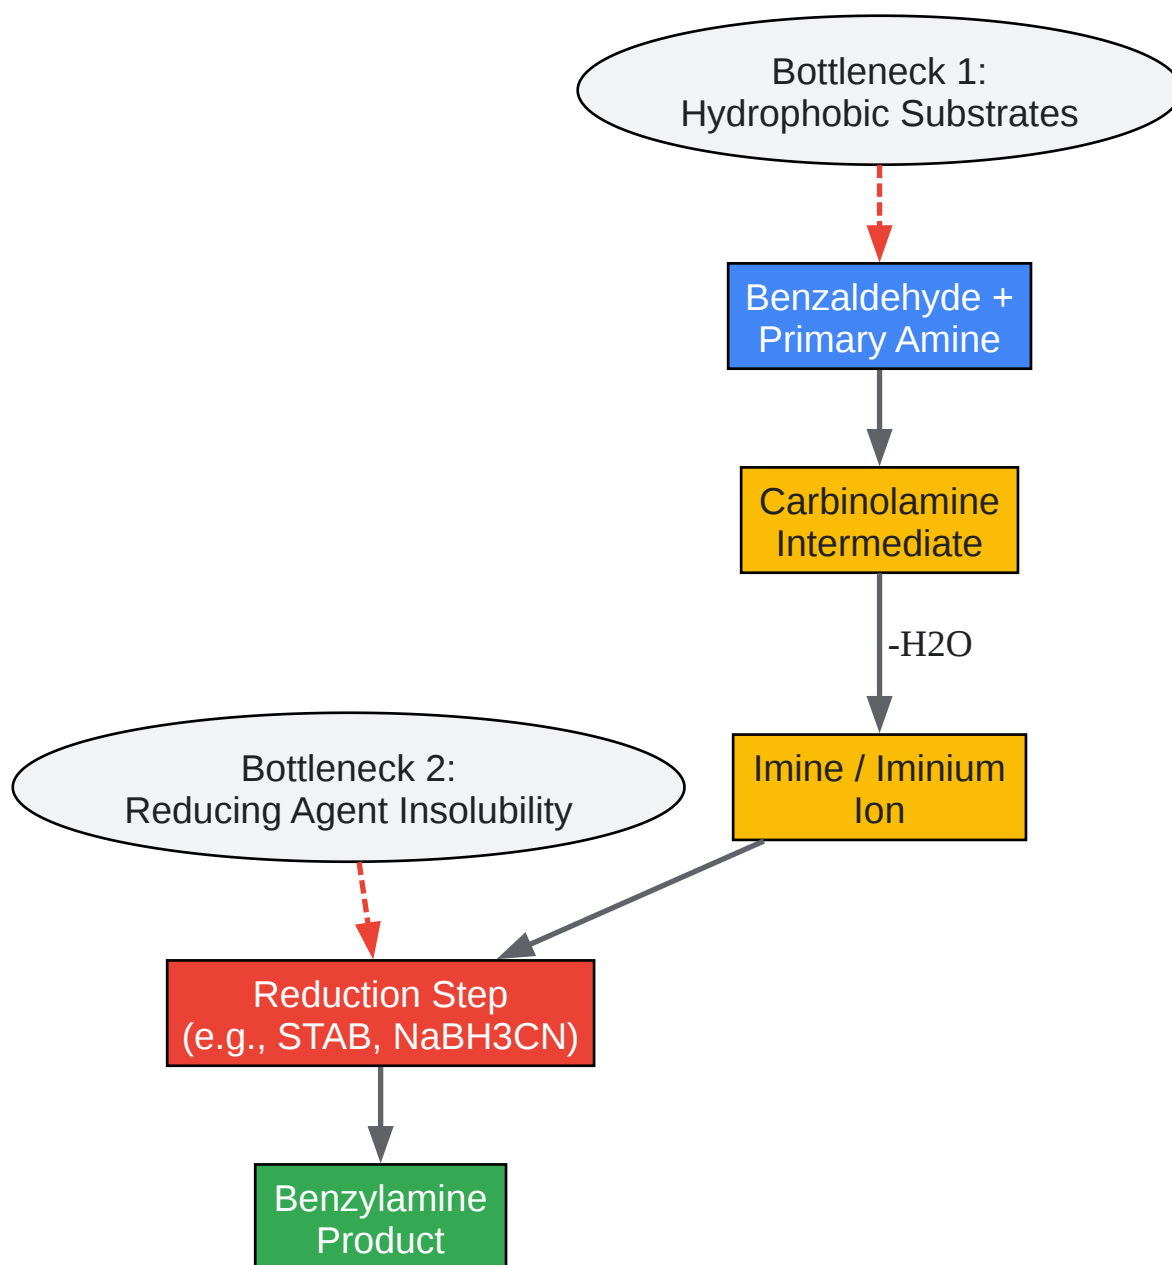 Bottleneck 1:
Hydrophobic Substrates
Benzaldehyde +
Primary Amine
Carbinolamine
Intermediate
-H2O
Imine / Iminium
Ion
Bottleneck 2:
Reducing Agent Insolubility
Reduction Step
(e.g., STAB, NaBH3CN)
Benzylamine
Product